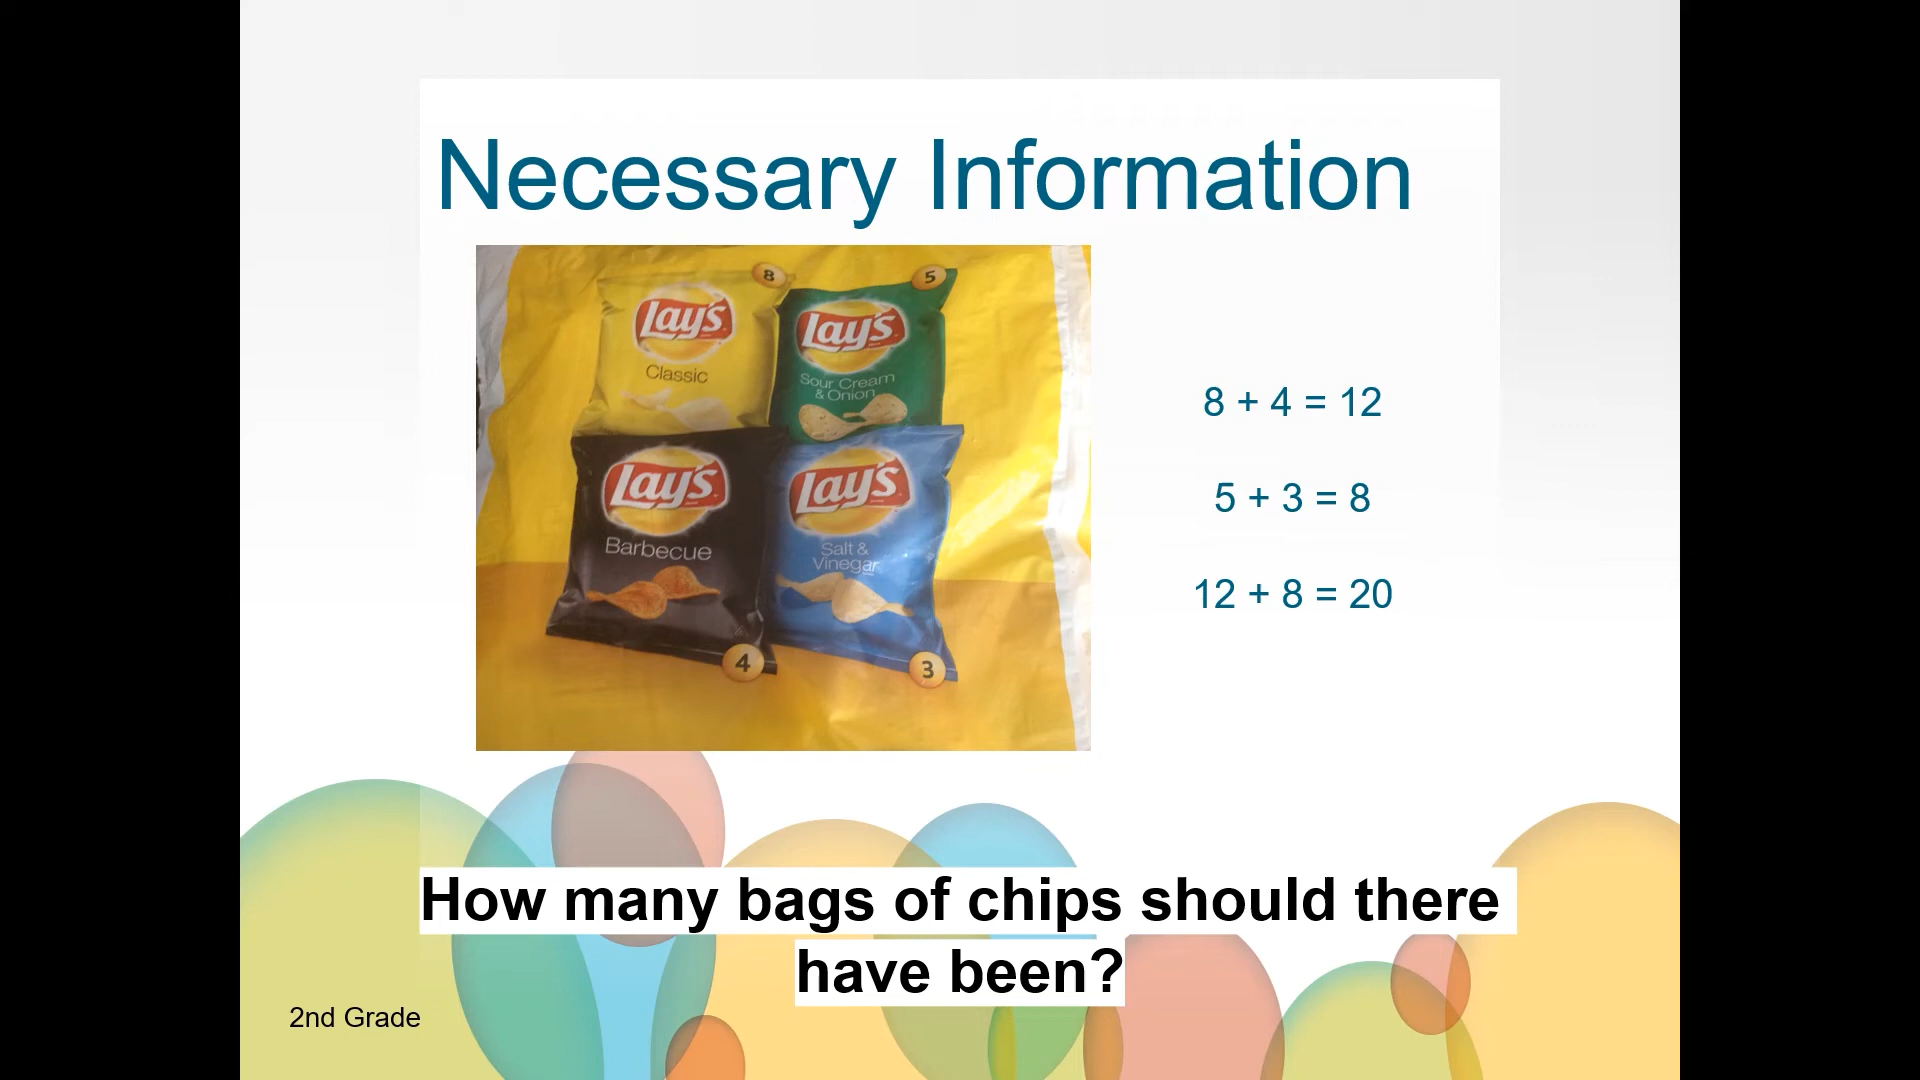 Necessary Information
8
5
Lay's
Lay's
Classic
Sour Cream
& Onion
Lay's
Lay's
Barbecue
Salt &
Vinegar
4
3
8 + 4 = 12
5 + 3 = 8
12 + 8 = 20
How many bags of chips should there
have been?
2nd Grade